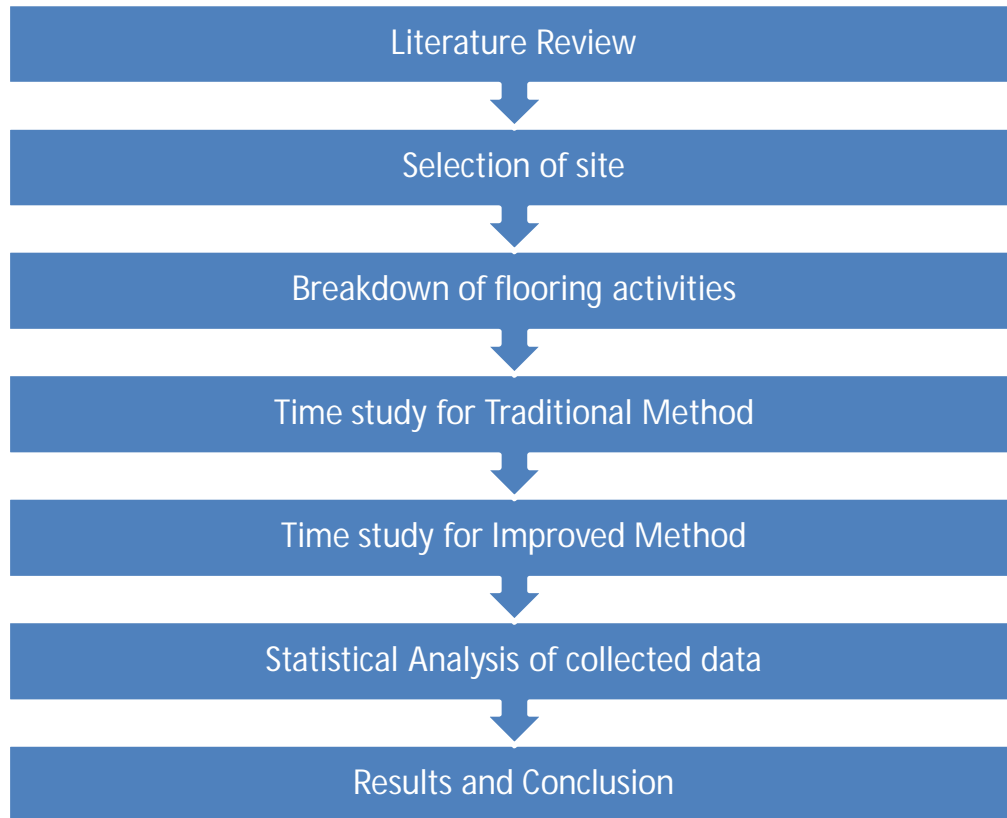 Literature Review
Selection of site
Breakdown of flooring activities
Time study for Traditional Method
Time study for Improved Method
Statistical Analysis of collected data
Results and Conclusion